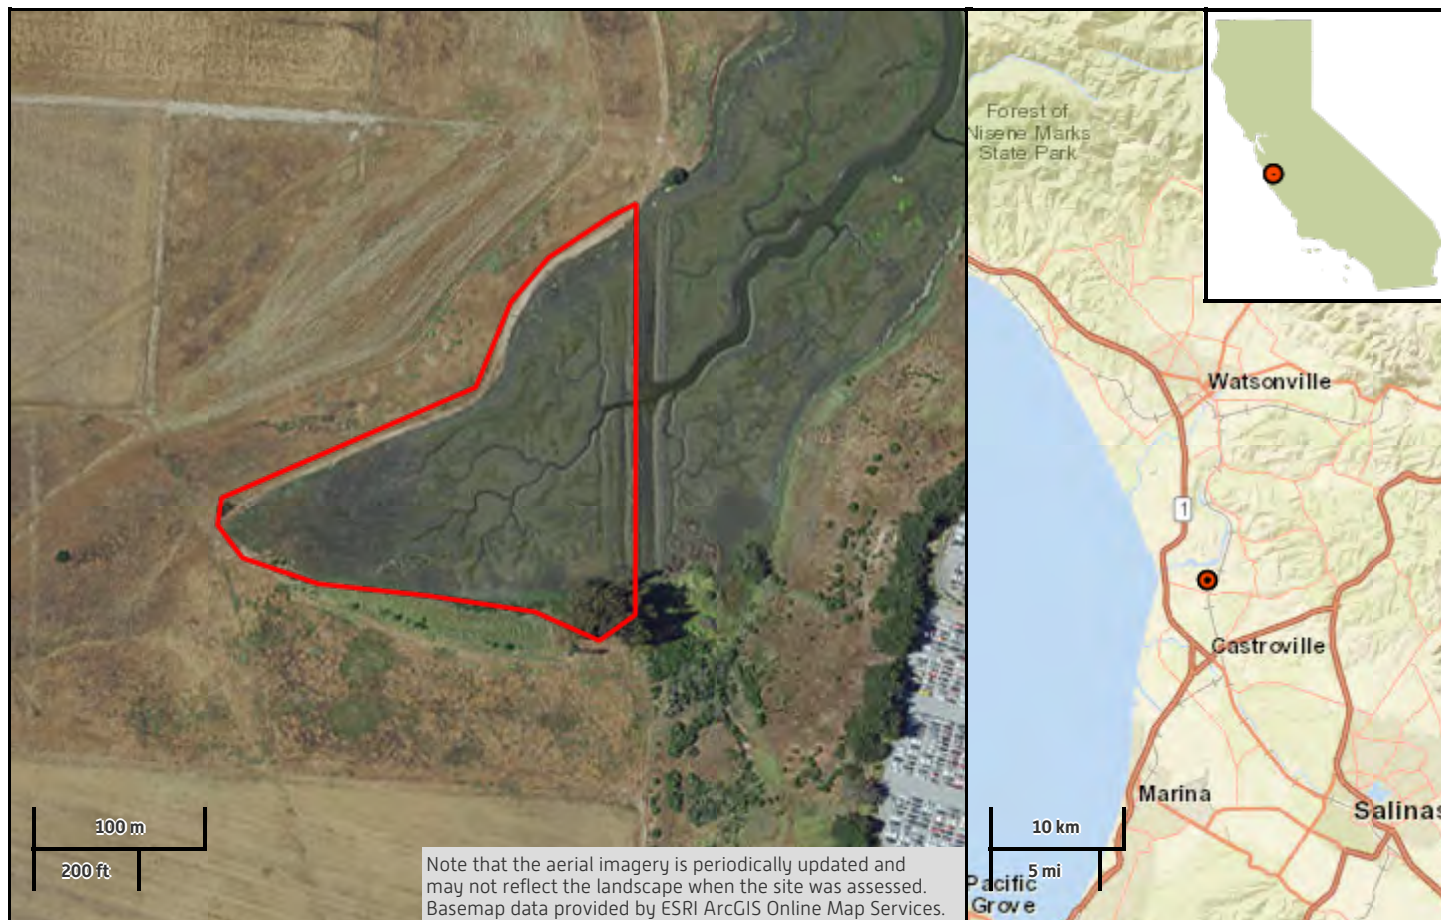 100 m
200 ft
Note that the aerial imagery is periodically updated and
may not reflect the landscape when the site was assessed.
Basemap data provided by ESRI ArcGIS Online Map Services.
Forest of
Nisene Marks
State Park
Watsonville
1
Castroville
Marina
Salinas
10 km
5 mi
Pacific
Grove